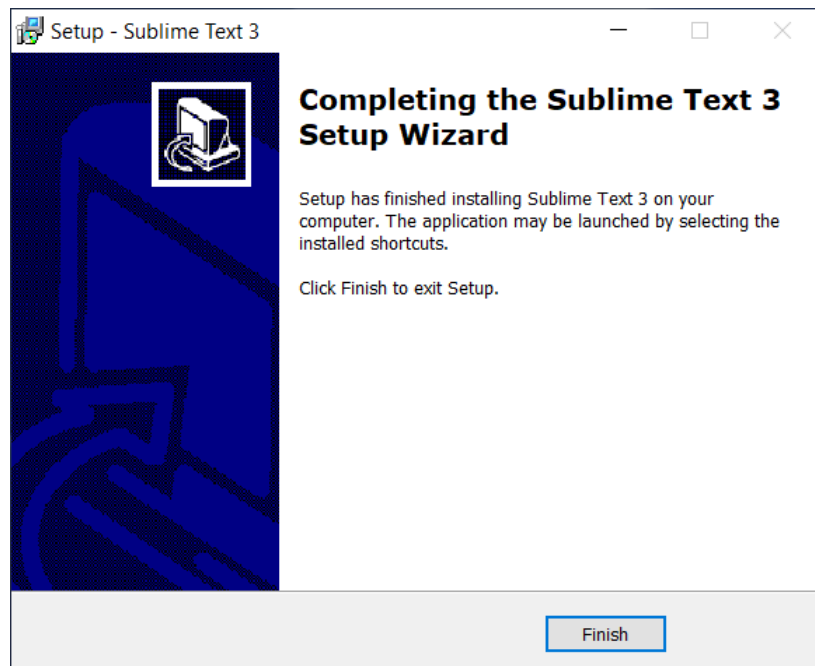 Setup - Sublime Text 3
Completing the Sublime Text 3
Setup Wizard
Setup has finished installing Sublime Text 3 on your
computer. The application may be launched by selecting the
installed shortcuts.
Click Finish to exit Setup.
Finish